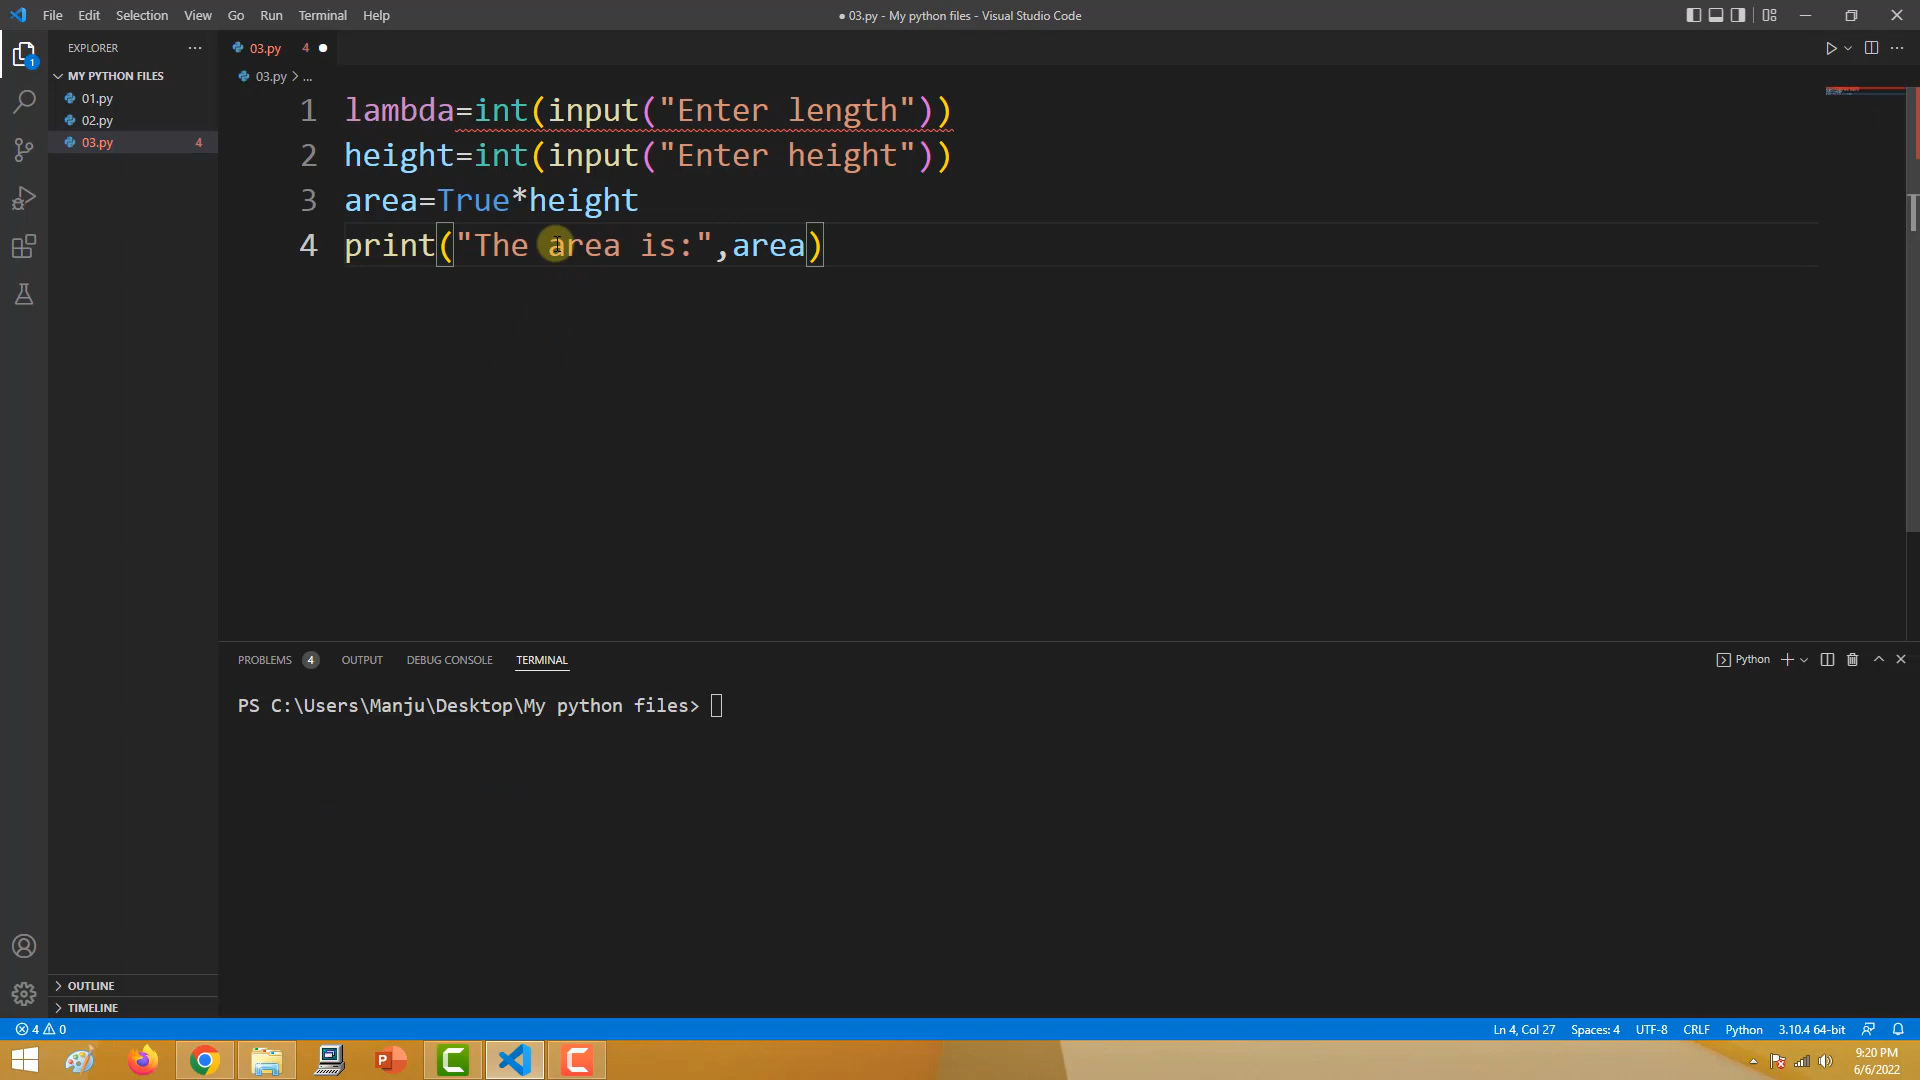 File Edit Selection View Go Run Terminal Help
● 03.py - My python files - Visual Studio Code
EXPLORER
MY PYTHON FILES
01.py
02.py
03.py 4
03.py 4
03.py > ...
1 lambda=int(input("Enter length"))
2 height=int(input("Enter height"))
3 area=True*height
4 print("The area is:",area)
PROBLEMS 4 OUTPUT DEBUG CONSOLE TERMINAL
Python
PS C:\Users\Manju\Desktop\My python files>
1
OUTLINE
TIMELINE
4 0
Ln 4, Col 27 Spaces: 4 UTF-8 CRLF Python 3.10.4 64-bit
9:20 PM
6/6/2022